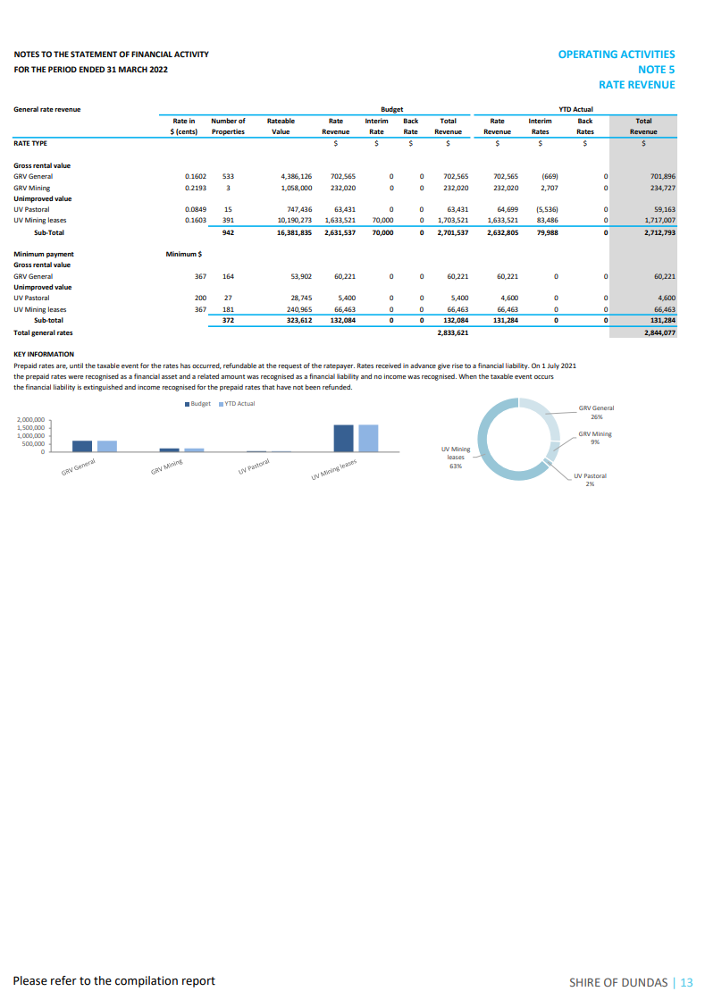 NOTES TO THE STATEMENT OF FINANCIAL ACTIVITY
FOR THE PERIOD ENDED 31 MARCH 2022
OPERATING ACTIVITIES
NOTE 5
RATE REVENUE
General rate revenue Budget YTD Actual
Rate in Number of Rateable Rate Interim Back Total Rate Interim Back Total
$ (cents) Properties Value Revenue Rate Rate Revenue Revenue Rates Rates Revenue
RATE TYPE $ $ $ $ $ $ $ $
Gross rental value
GRV General 0.1602 533 4,386,126 702,565 0 0 702,565 702,565 (669) 0 701,896
GRV Mining 0.2193 3 1,058,000 232,020 0 0 232,020 232,020 2,707 0 234,727
Unimproved value
UV Pastoral 0.0849 15 747,436 63,431 0 0 63,431 64,699 (5,536) 0 59,163
UV Mining leases 0.1603 391 10,190,273 1,633,521 70,000 0 1,703,521 1,633,521 83,486 0 1,717,007
Sub-Total 942 16,381,835 2,631,537 70,000 0 2,701,537 2,632,805 79,988 0 2,712,793
Minimum payment Minimum $
Gross rental value
GRV General 367 164 53,902 60,221 0 0 60,221 60,221 0 0 60,221
Unimproved value
UV Pastoral 200 27 28,745 5,400 0 0 5,400 4,600 0 0 4,600
UV Mining leases 367 181 240,965 66,463 0 0 66,463 66,463 0 0 66,463
Sub-total 372 323,612 132,084 0 0 132,084 131,284 0 0 131,284
Total general rates 2,833,621 2,844,077
KEY INFORMATION
Prepaid rates are, until the taxable event for the rates has occurred, refundable at the request of the ratepayer. Rates received in advance give rise to a financial liability. On 1 July 2021
the prepaid rates were recognised as a financial asset and a related amount was recognised as a financial liability and no income was recognised. When the taxable event occurs
the financial liability is extinguished and income recognised for the prepaid rates that have not been refunded.
Budget YTD Actual
2,000,000
1,500,000
1,000,000
500,000
0
GRV General
GRV Mining
UV Pastoral
UV Mining leases
GRV General
26%
GRV Mining
9%
UV Mining
leases
63%
UV Pastoral
2%
Please refer to the compilation report
SHIRE OF DUNDAS | 13